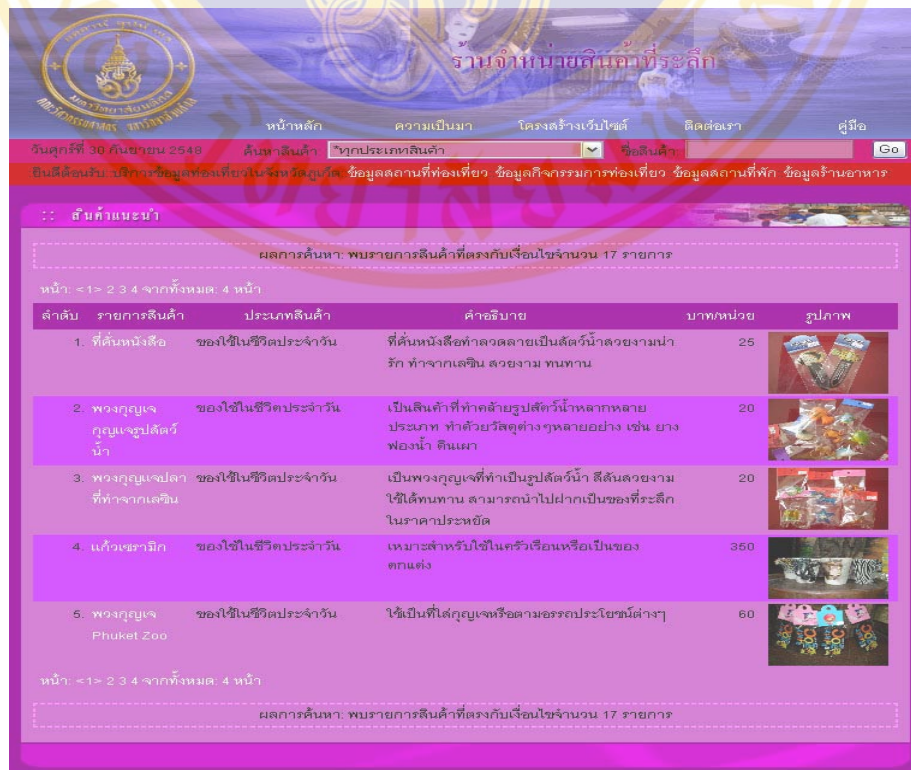 ร้านจำหน่ายสินค้าที่ระลึก
หน้าหลัก ความเป็นมา โครงสร้างเว็บไซต์ ติดต่อเรา คู่มือ
วันศุกร์ที่ 30 กันยายน 2548 ค้นหาสินค้า: *ทุกประเภทสินค้า ชื่อสินค้า: Go
ยินดีต้อนรับ: บริการข้อมูลท่องเที่ยวในจังหวัดภูเก็ต ข้อมูลสถานที่ท่องเที่ยว ข้อมูลกิจกรรมการท่องเที่ยว ข้อมูลสถานที่พัก ข้อมูลร้านอาหาร
:: สินค้าแนะนำ
ผลการค้นหา: พบรายการสินค้าที่ตรงกับเงื่อนไขจำนวน 17 รายการ
หน้า: <1> 2 3 4 จากทั้งหมด: 4 หน้า
ลำดับ รายการสินค้า ประเภทสินค้า คำอธิบาย บาท/หน่วย รูปภาพ
1. ที่คั่นหนังสือ ของใช้ในชีวิตประจำวัน ที่คั่นหนังสือทำลวดลายเป็นสัตว์น้ำสวยงามน่า 25
รัก ทำจากเลซิน สวยงาม ทนทาน
2. พวงกุญเจ ของใช้ในชีวิตประจำวัน เป็นสินค้าที่ทำคล้ายรูปสัตว์น้ำหลากหลาย 20
กุญแจรูปสัตว์ ประเภท ทำด้วยวัสดุต่างๆหลายอย่าง เช่น ยาง
น้ำ ฟองน้ำ ดินเผา
3. พวงกุญแจปลา ของใช้ในชีวิตประจำวัน เป็นพวงกุญเจที่ทำเป็นรูปสัตว์น้ำ สีสันสวยงาม 20
ที่ทำจากเลซิน ใช้ได้ทนทาน สามารถนำไปฝากเป็นของที่ระลึก
ในราคาประหยัด
4. แก้วเซรามิก ของใช้ในชีวิตประจำวัน เหมาะสำหรับใช้ในครัวเรือนหรือเป็นของ 350
ตกแต่ง
5. พวงกุญเจ ของใช้ในชีวิตประจำวัน ใช้เป็นที่ใส่กุญเจหรือตามอรรถประโยชน์ต่างๆ 60
Phuket Zoo
หน้า: <1> 2 3 4 จากทั้งหมด: 4 หน้า
ผลการค้นหา: พบรายการสินค้าที่ตรงกับเงื่อนไขจำนวน 17 รายการ